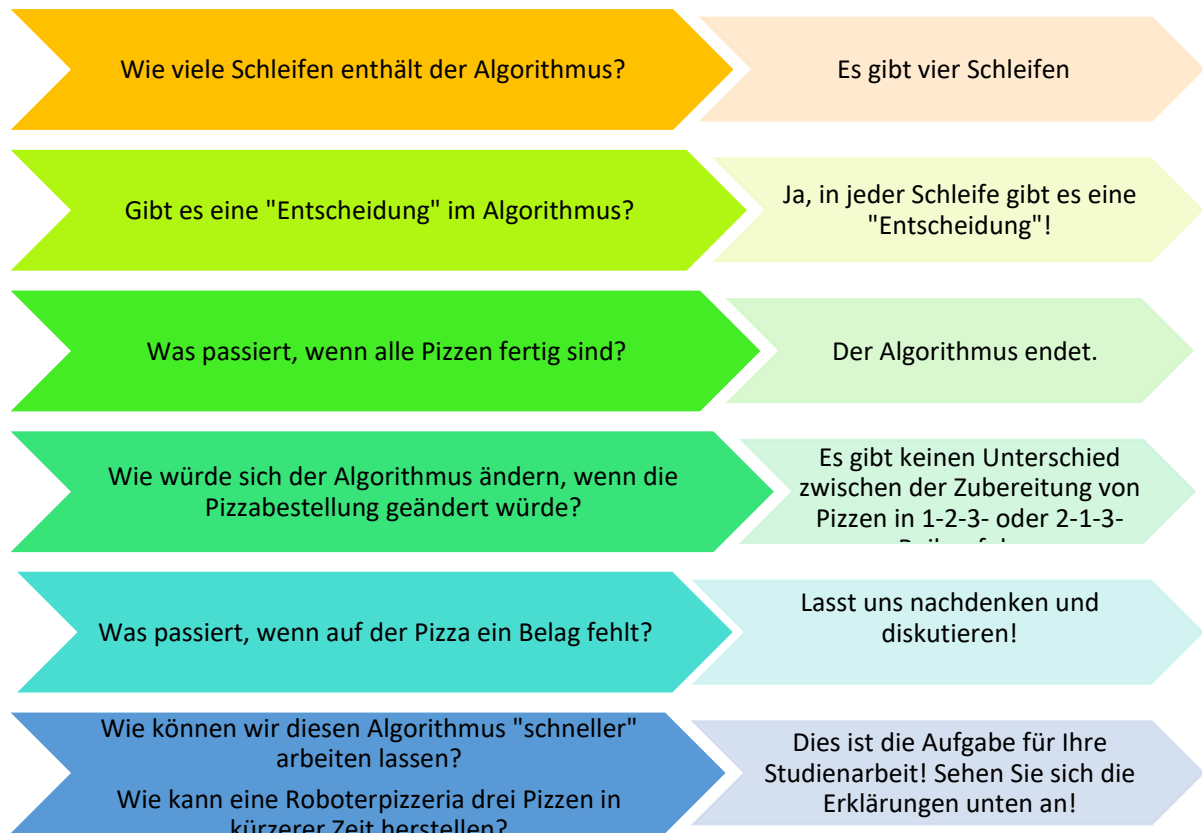 Wie viele Schleifen enthält der Algorithmus?
Es gibt vier Schleifen
Gibt es eine "Entscheidung" im Algorithmus?
Ja, in jeder Schleife gibt es eine
"Entscheidung"!
Was passiert, wenn alle Pizzen fertig sind?
Der Algorithmus endet.
Wie würde sich der Algorithmus ändern, wenn die
Pizzabestellung geändert würde?
Es gibt keinen Unterschied
zwischen der Zubereitung von
Pizzen in 1-2-3- oder 2-1-3-
Was passiert, wenn auf der Pizza ein Belag fehlt?
Lasst uns nachdenken und
diskutieren!
Wie können wir diesen Algorithmus "schneller"
arbeiten lassen?
Wie kann eine Roboterpizzeria drei Pizzen in
kürzerer Zeit herstellen?
Dies ist die Aufgabe für Ihre
Studienarbeit! Sehen Sie sich die
Erklärungen unten an!